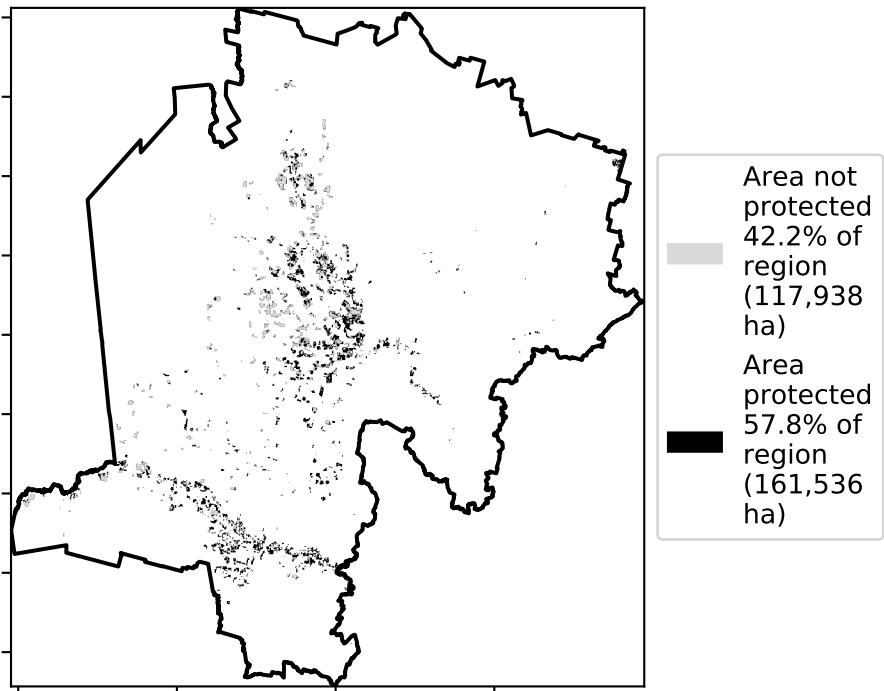 Area not
protected
42.2% of
region
(117,938
ha)
Area
protected
57.8% of
region
(161,536
ha)